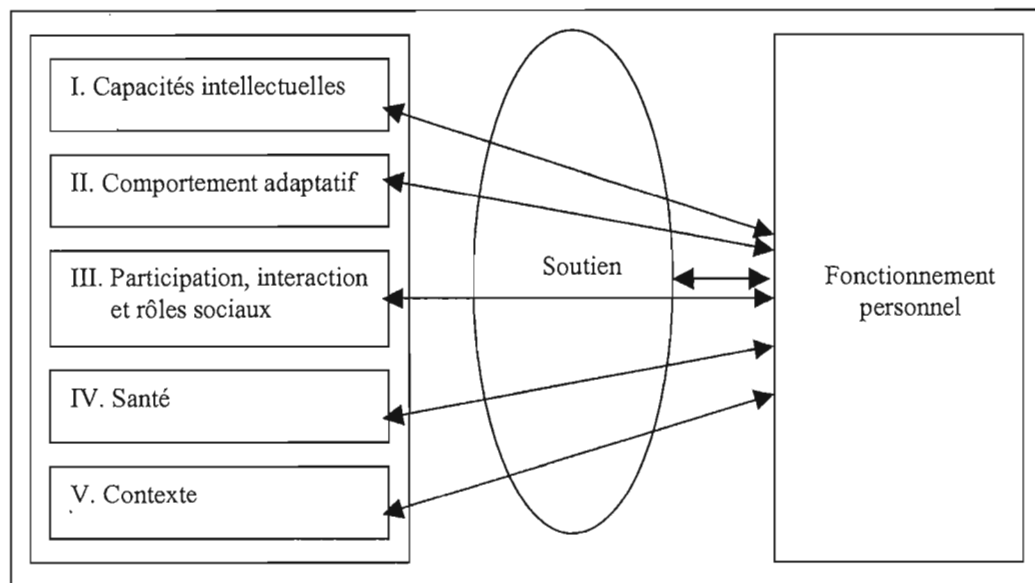 I. Capacités intellectuelles
II. Comportement adaptatif
III. Participation, interaction
et rôles sociaux
IV. Santé
V. Contexte
Soutien
Fonctionnement
personnel